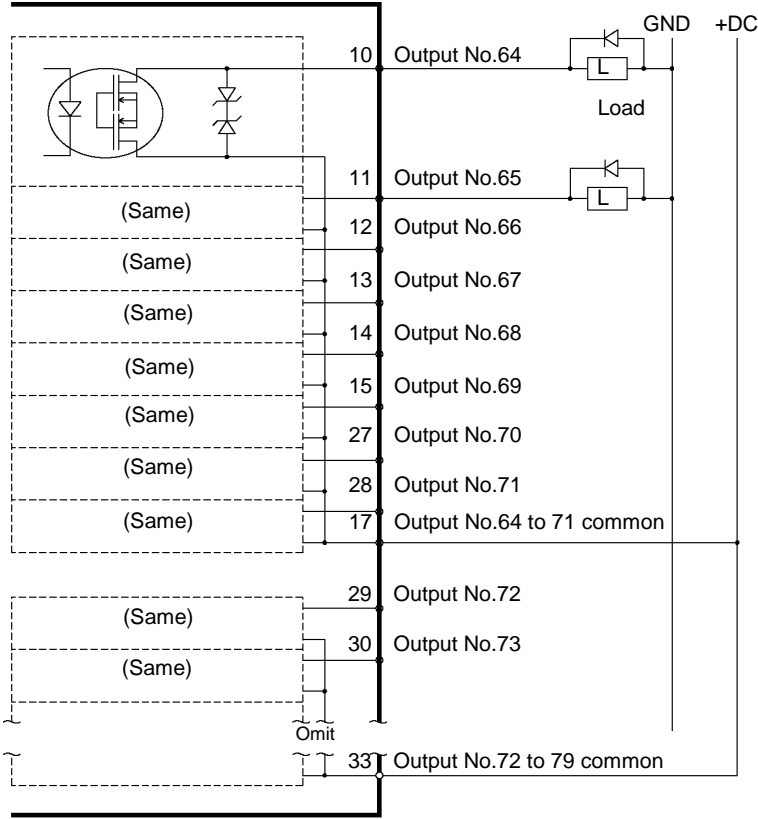 GND +DC
10 Output No.64
L
Load
11 Output No.65
L
(Same)
12 Output No.66
(Same)
13 Output No.67
(Same)
14 Output No.68
(Same)
15 Output No.69
(Same)
27 Output No.70
(Same)
28 Output No.71
(Same)
17 Output No.64 to 71 common
29 Output No.72
(Same)
30 Output No.73
(Same)
Omit
33 Output No.72 to 79 common